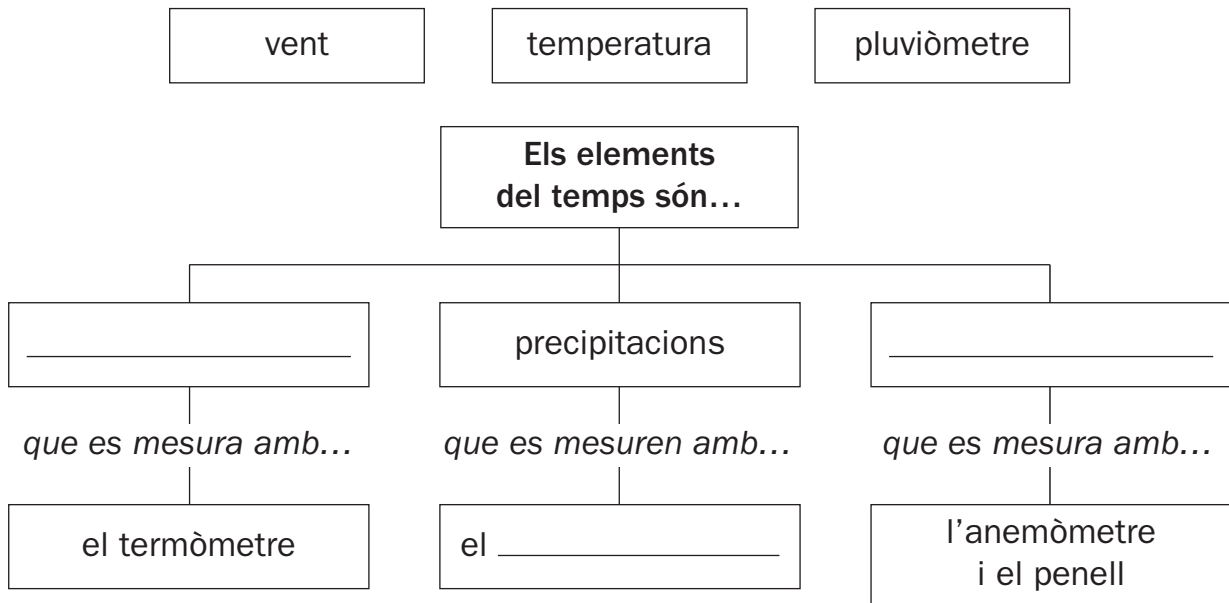 vent
temperatura
pluviòmetre
Els elements
del temps són…
precipitacions
que es mesura amb…
que es mesuren amb…
que es mesura amb…
el termòmetre
el
l’anemòmetre
i el penell